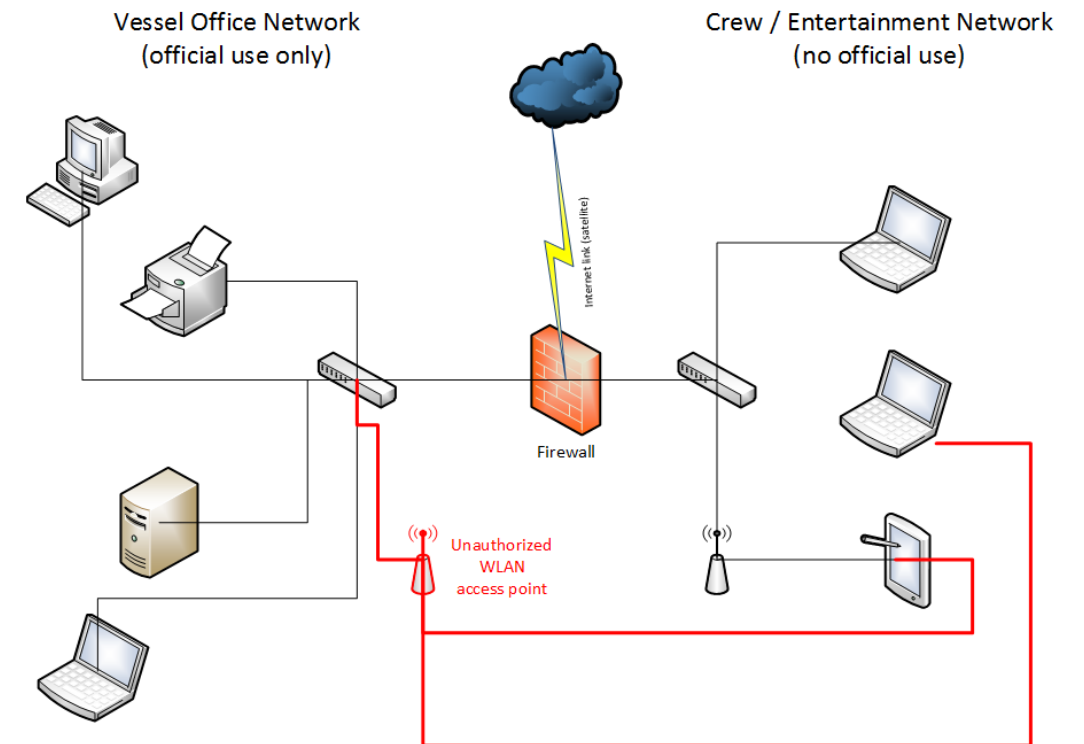 Vessel Office Network
(official use only)
Crew / Entertainment Network
(no official use)
Internet link (satellite)
Firewall
Unauthorized
WLAN
access point